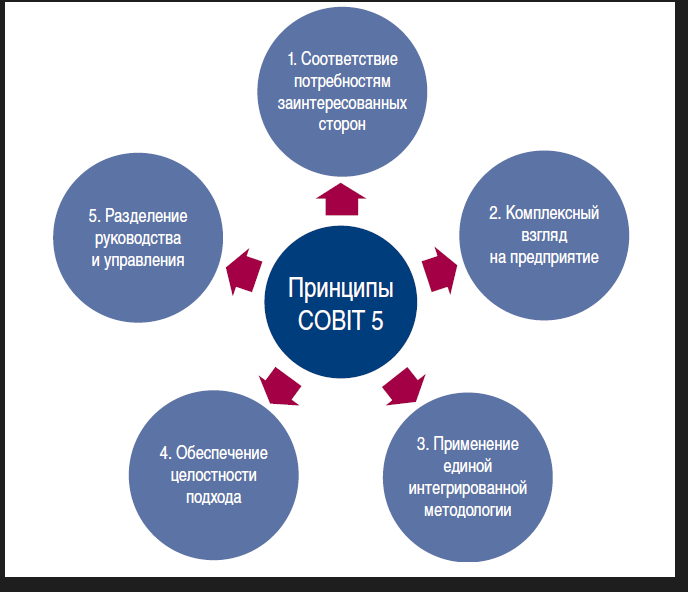 1. Соответствие
потребностям
заинтересованных
сторон
2. Комплексный
взгляд
на предприятие
3. Применение
единой
интегрированной
методологии
4. Обеспечение
целостности
подхода
5. Разделение
руководства
и управления
Принципы
COBIT 5